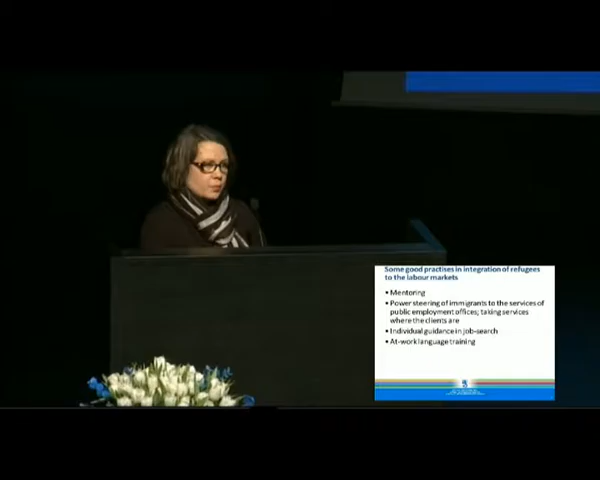 Some good practises in integration of refugees
to the labour markets
• Mentoring
• Power steering of immigrants to the services of
public employment offices; taking services
where the clients are
• Individual guidance in job-search
• At-work language training